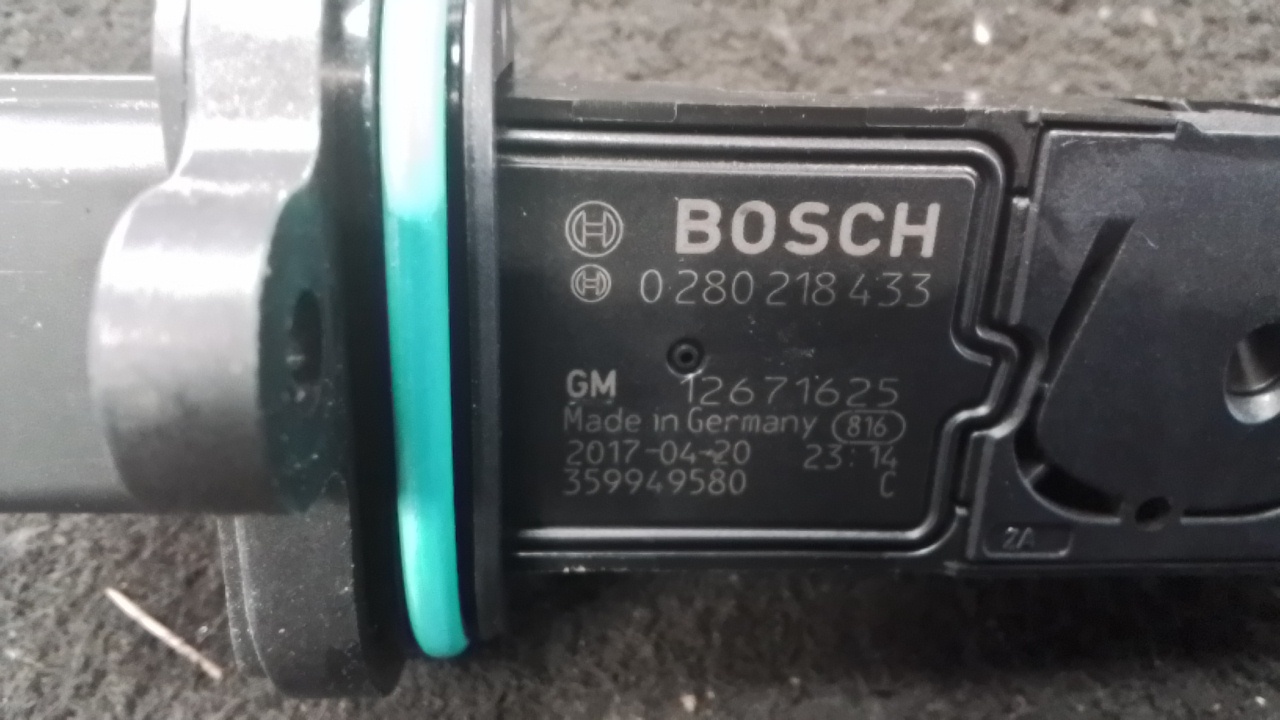 BOSCH
0 280 218 433
GM 12671625
Made in Germany 816
2017-04-20 23:14
359949580 C
2A